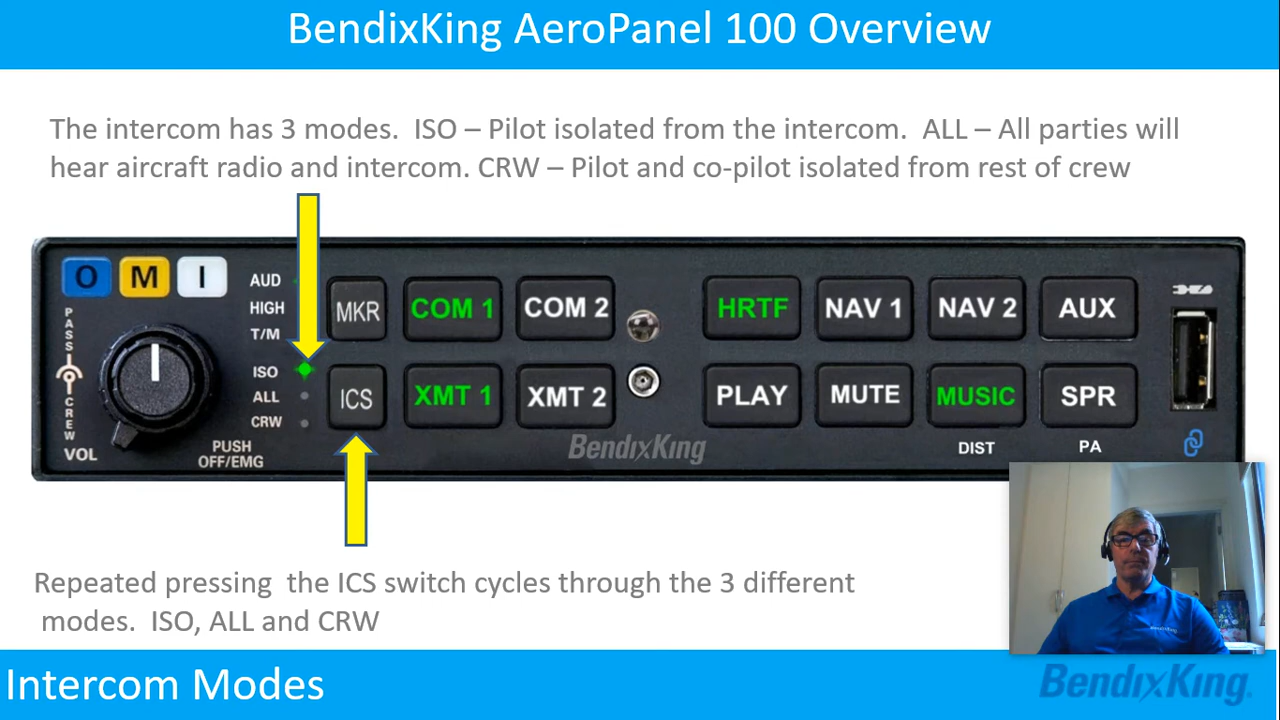 BendixKing AeroPanel 100 Overview
The intercom has 3 modes.  ISO – Pilot isolated from the intercom.  ALL – All parties will
hear aircraft radio and intercom. CRW – Pilot and co-pilot isolated from rest of crew
O M I
AUD
HIGH
T/M
ISO
ALL
CRW
PASS
CREW
VOL
PUSH
OFF/EMG
MKR COM 1 COM 2 HRTF NAV 1 NAV 2 AUX
ICS XMT 1 XMT 2 PLAY MUTE MUSIC SPR
BendixKing DIST PA
Repeated pressing  the ICS switch cycles through the 3 different
modes.  ISO, ALL and CRW
Intercom Modes
BendixKing